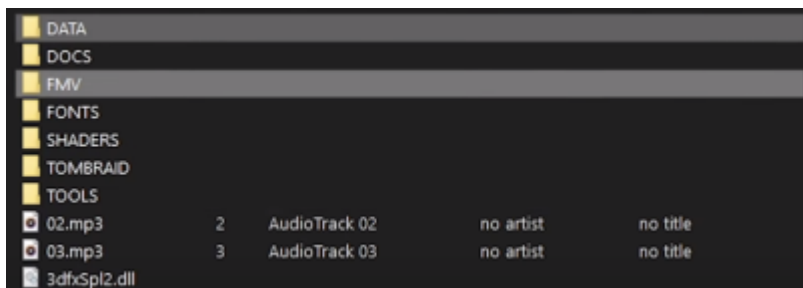 DATA
DOCS
FMV
FONTS
SHADERS
TOMBRAID
TOOLS
02.mp3 2 AudioTrack 02 no artist no title
03.mp3 3 AudioTrack 03 no artist no title
3dfxSpl2.dll